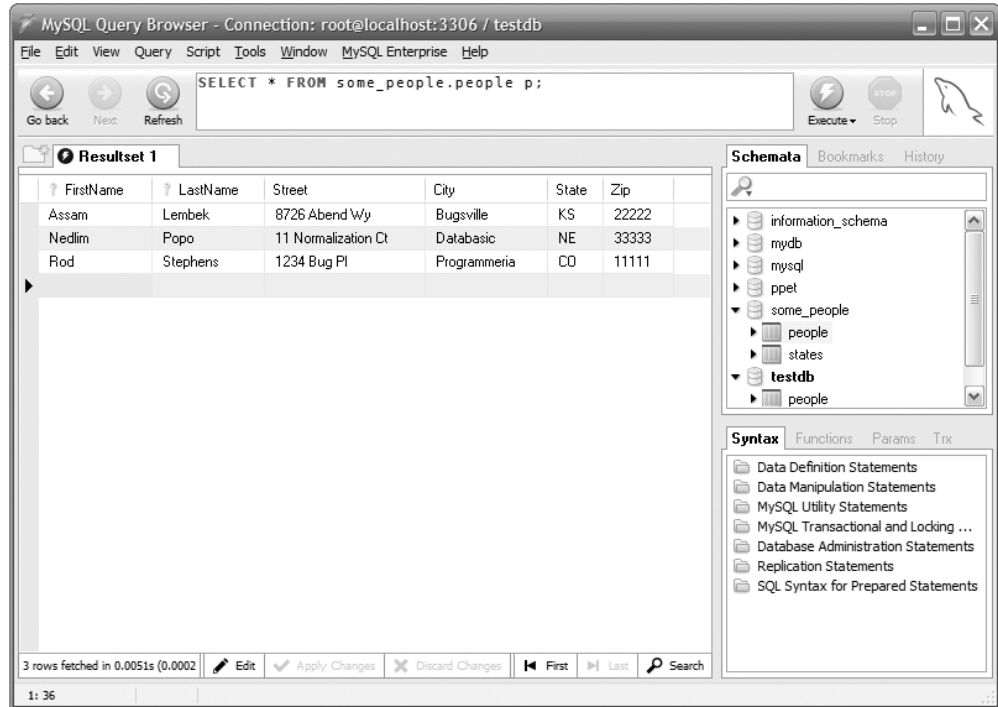 MySQL Query Browser - Connection: root@localhost:3306 / testdb
File Edit View Query Script Tools Window MySQL Enterprise Help
Go back Next Refresh
SELECT * FROM some_people.people p;
Execute STOP Stop
Resultset 1
FirstName LastName Street City State Zip
Assam Lembek 8726 Abend Wy Bugsville KS 22222
Nedlim Popo 11 Normalization Ct Databasic NE 33333
Rod Stephens 1234 Bug Pl Programmeria CO 11111
3 rows fetched in 0.0051s (0.0002 Edit Apply Changes Discard Changes First Last Search
1: 36
Schemata Bookmarks History
information_schema
mydb
mysql
ppet
some_people
people
states
testdb
people
Syntax Functions Params Trx
Data Definition Statements
Data Manipulation Statements
MySQL Utility Statements
MySQL Transactional and Locking ...
Database Administration Statements
Replication Statements
SQL Syntax for Prepared Statements